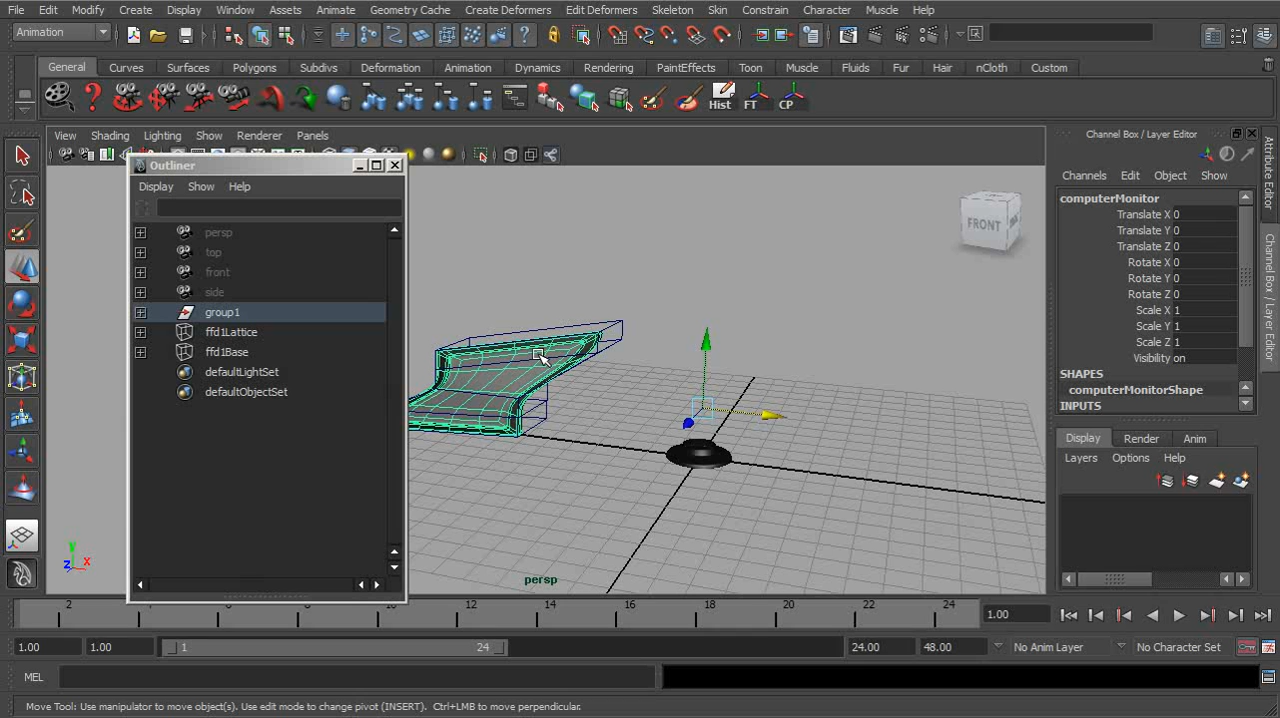 File Edit Modify Create Display Window Assets Animate Geometry Cache Create Deformers Edit Deformers Skeleton Skin Constrain Character Muscle Help
Animation
General Curves Surfaces Polygons Subdivs Deformation Animation Dynamics Rendering PaintEffects Toon Muscle Fluids Fur Hair nCloth Custom
Hist FT CP
View Shading Lighting Show Renderer Panels
Outliner
Display Show Help
persp
top
front
side
group1
ffd1Lattice
ffd1Base
defaultLightSet
defaultObjectSet
FRONT
persp
Channel Box / Layer Editor
Channels Edit Object Show
computerMonitor
Translate X 0
Translate Y 0
Translate Z 0
Rotate X 0
Rotate Y 0
Rotate Z 0
Scale X 1
Scale Y 1
Scale Z 1
Visibility on
SHAPES
computerMonitorShape
INPUTS
Display Render Anim
Layers Options Help
Attribute Editor
Channel Box / Layer Editor
2 4 6 8 10 12 14 16 18 20 22 24
1.00
1.00 1.00 1 24 24.00 48.00 No Anim Layer No Character Set
MEL
Move Tool: Use manipulator to move object(s). Use edit mode to change pivot (INSERT). Ctrl+LMB to move perpendicular.